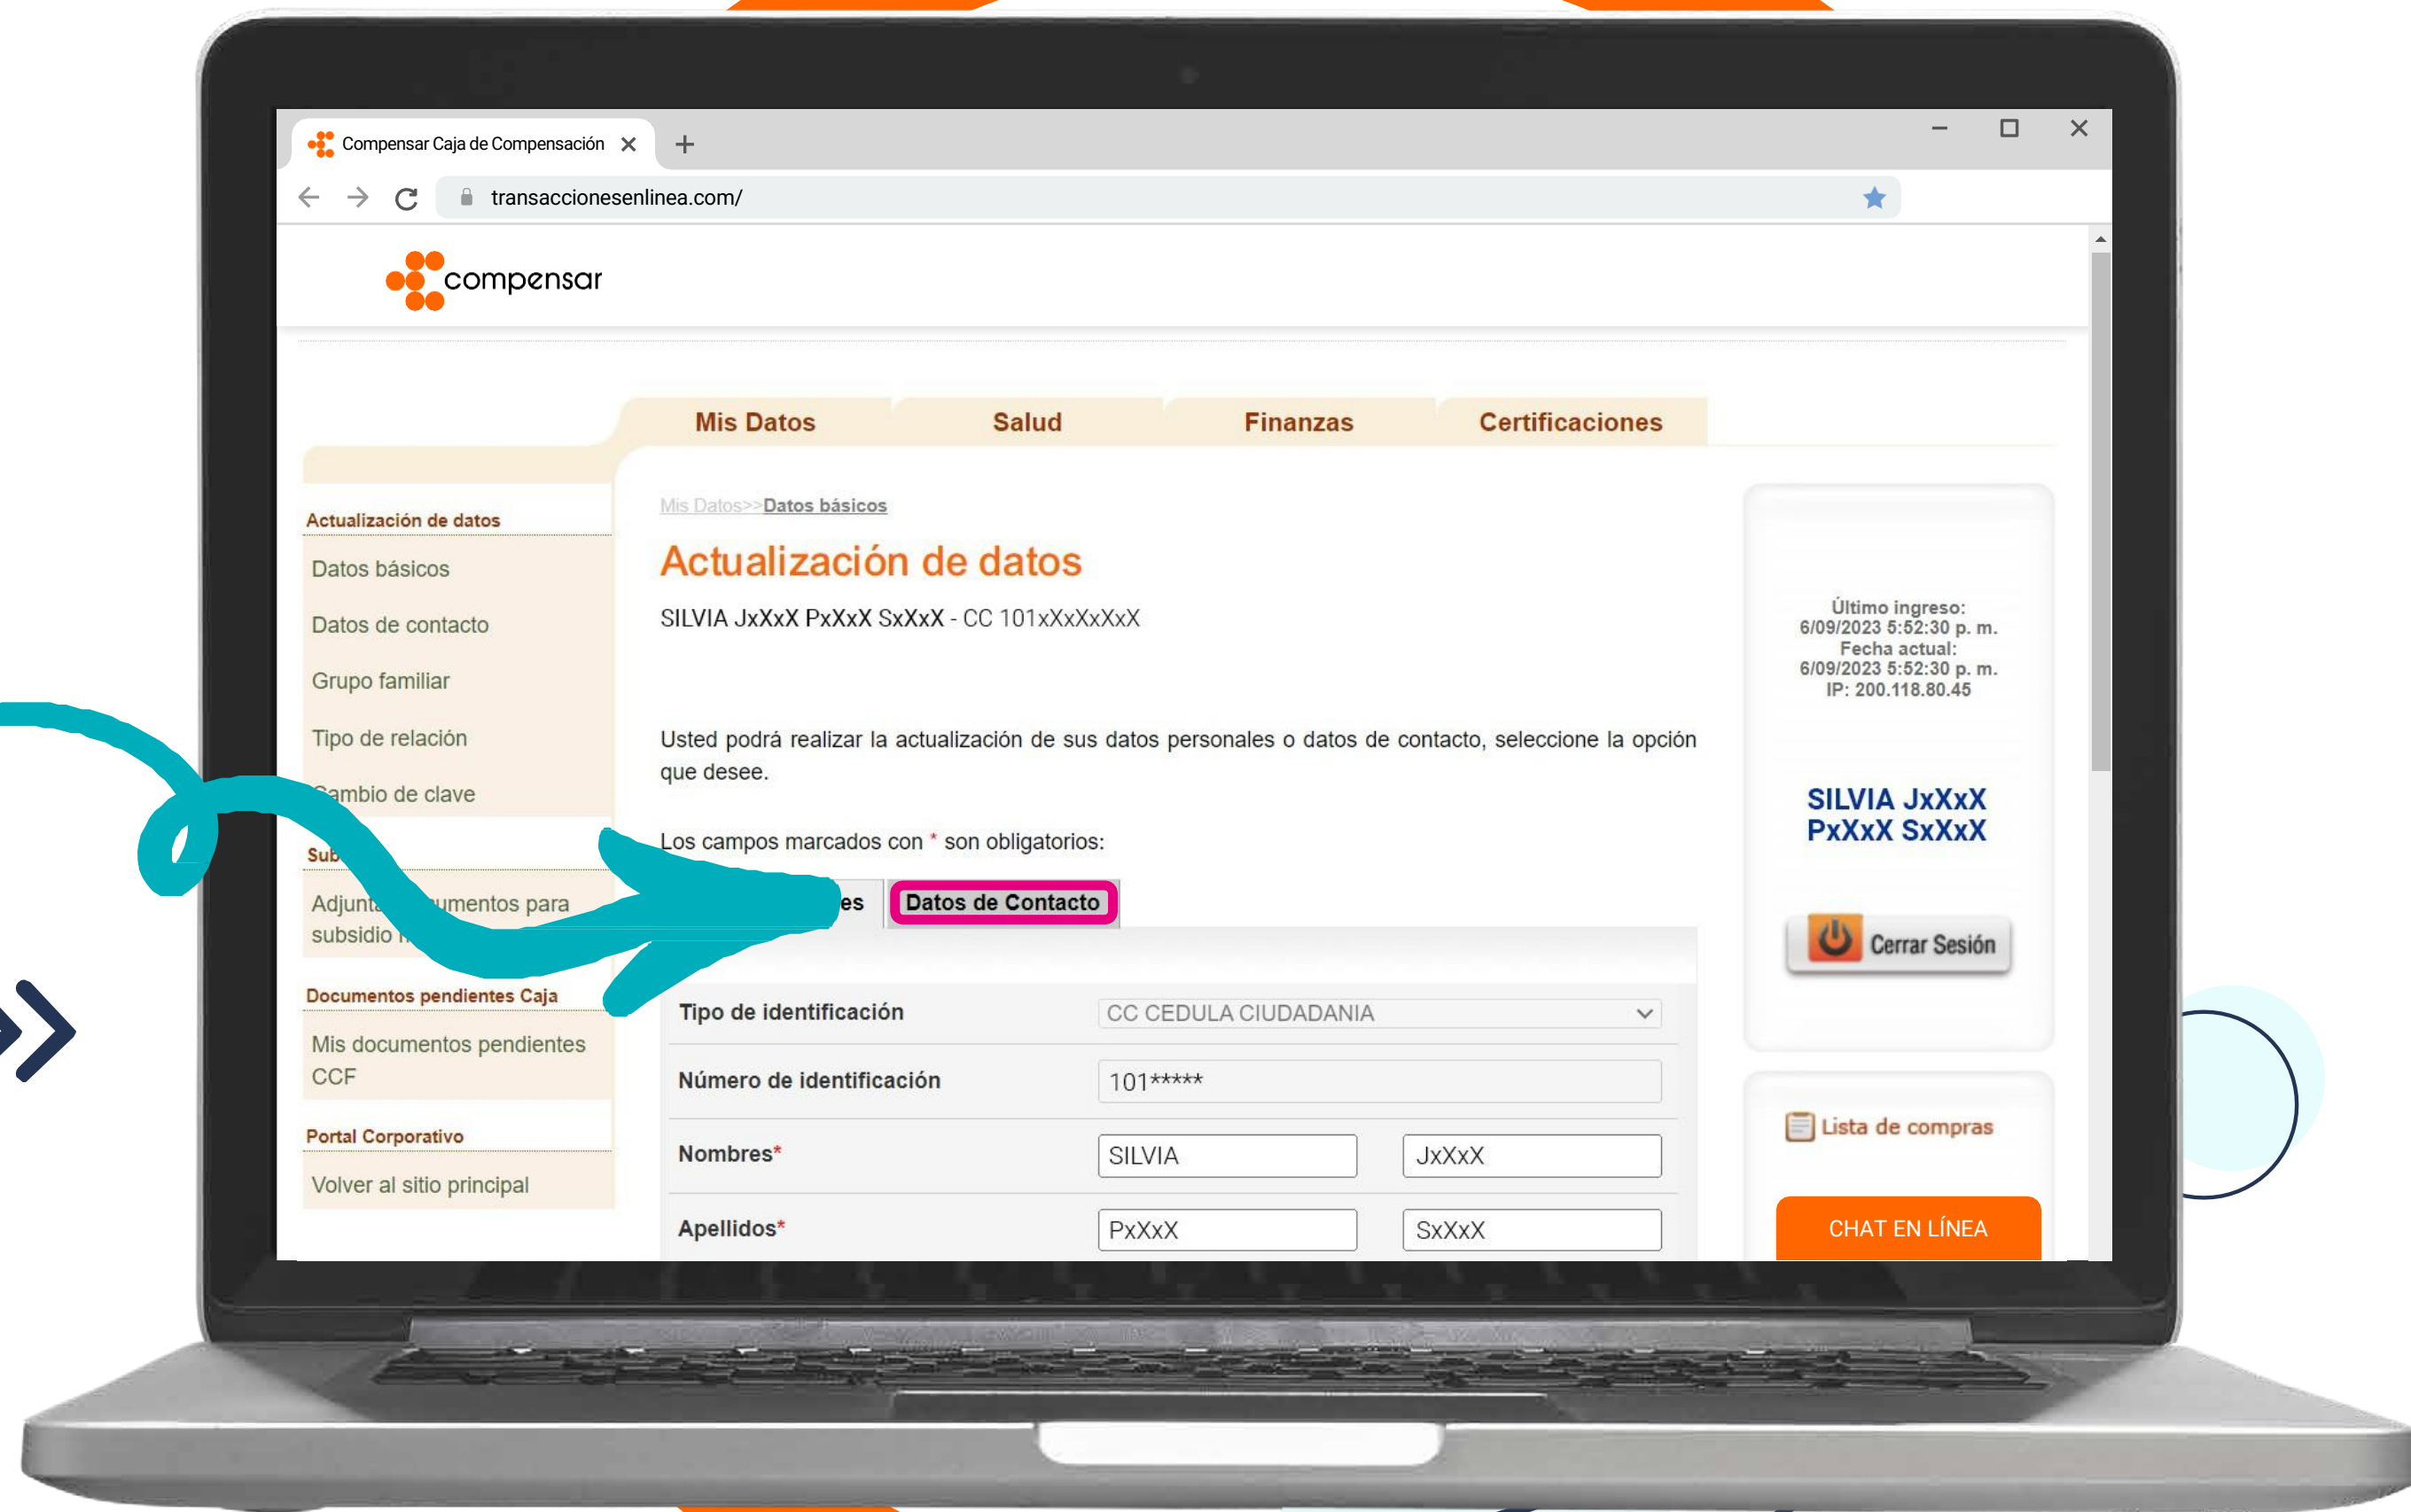 Compensar Caja de Compensación
transaccionesenlinea.com/
compensar
Mis Datos
Salud
Finanzas
Certificaciones
Actualización de datos
Datos básicos
Datos de contacto
Grupo familiar
Tipo de relación
Cambio de clave
Sub
Adjunta umentos para
subsidio
Documentos pendientes Caja
Mis documentos pendientes
CCF
Portal Corporativo
Volver al sitio principal
Mis Datos>>Datos básicos
Actualización de datos
SILVIA JxXxX PxXxX SxXxX - CC 101xXxXxXxX
Usted podrá realizar la actualización de sus datos personales o datos de contacto, seleccione la opción
que desee.
Los campos marcados con * son obligatorios:
es
Datos de Contacto
Tipo de identificación
CC CEDULA CIUDADANIA
Número de identificación
101*****
Nombres*
SILVIA
JxXxX
Apellidos*
PxXxX
SxXxX
Último ingreso:
6/09/2023 5:52:30 p. m.
Fecha actual:
6/09/2023 5:52:30 p. m.
IP: 200.118.80.45
SILVIA JxXxX
PxXxX SxXxX
Cerrar Sesión
Lista de compras
CHAT EN LÍNEA